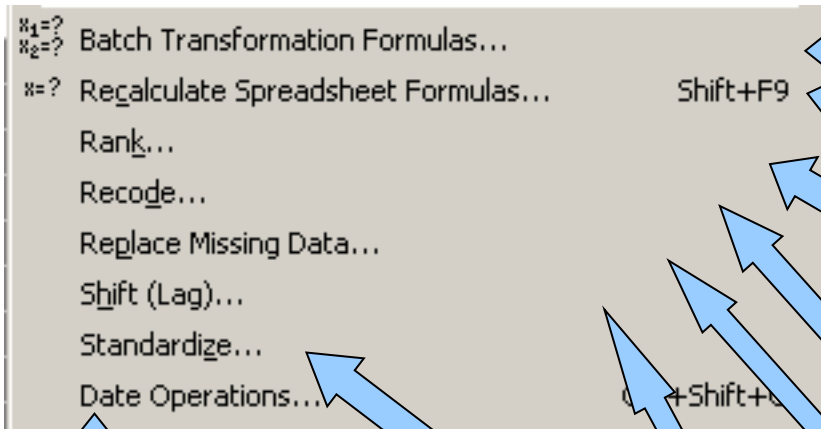 x₁=? Batch Transformation Formulas...
x₂=?
x=? Recalculate Spreadsheet Formulas... Shift+F9
Rank...
Recode...
Replace Missing Data...
Shift (Lag)...
Standardize...
Date Operations... +Shift+